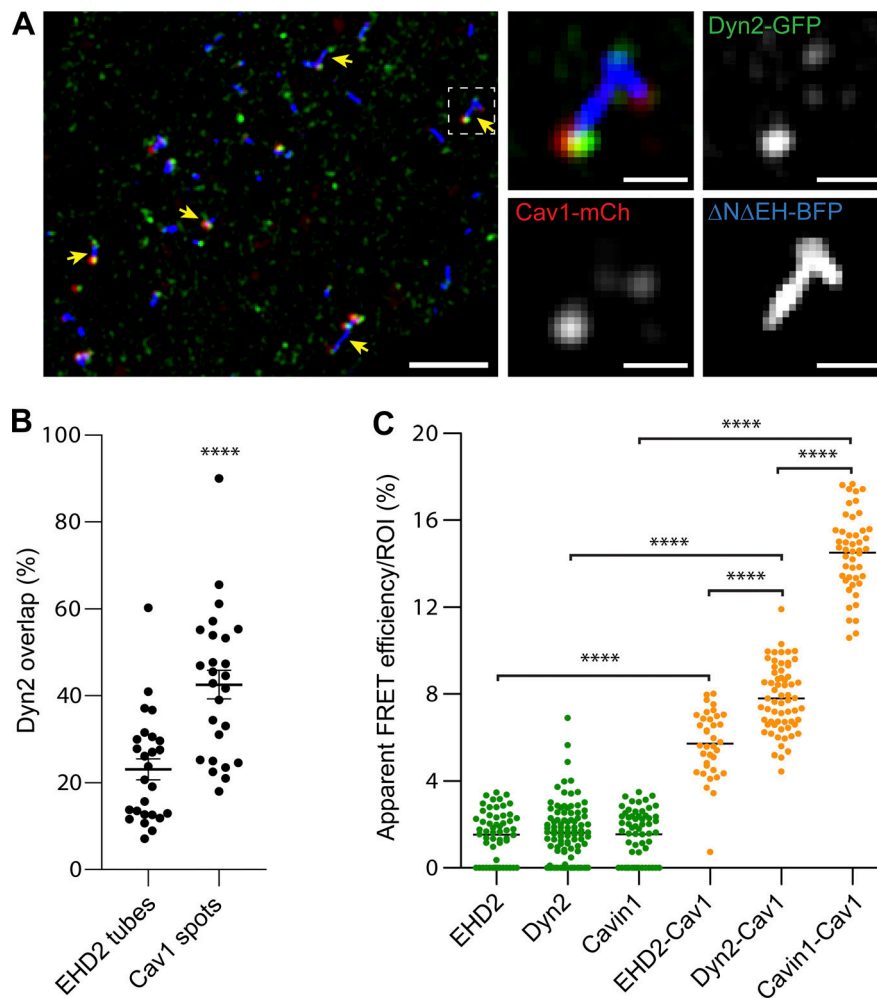 A
Dyn2-GFP
Cav1-mCh
ΔNΔEH-BFP
B
Dyn2 overlap (%)
100
80
60
40
20
0
****
EHD2 tubes
Cav1 spots
C
Apparent FRET efficiency/ROI (%)
20
16
12
8
4
0
****
****
****
****
****
EHD2
Dyn2
Cavin1
EHD2-Cav1
Dyn2-Cav1
Cavin1-Cav1